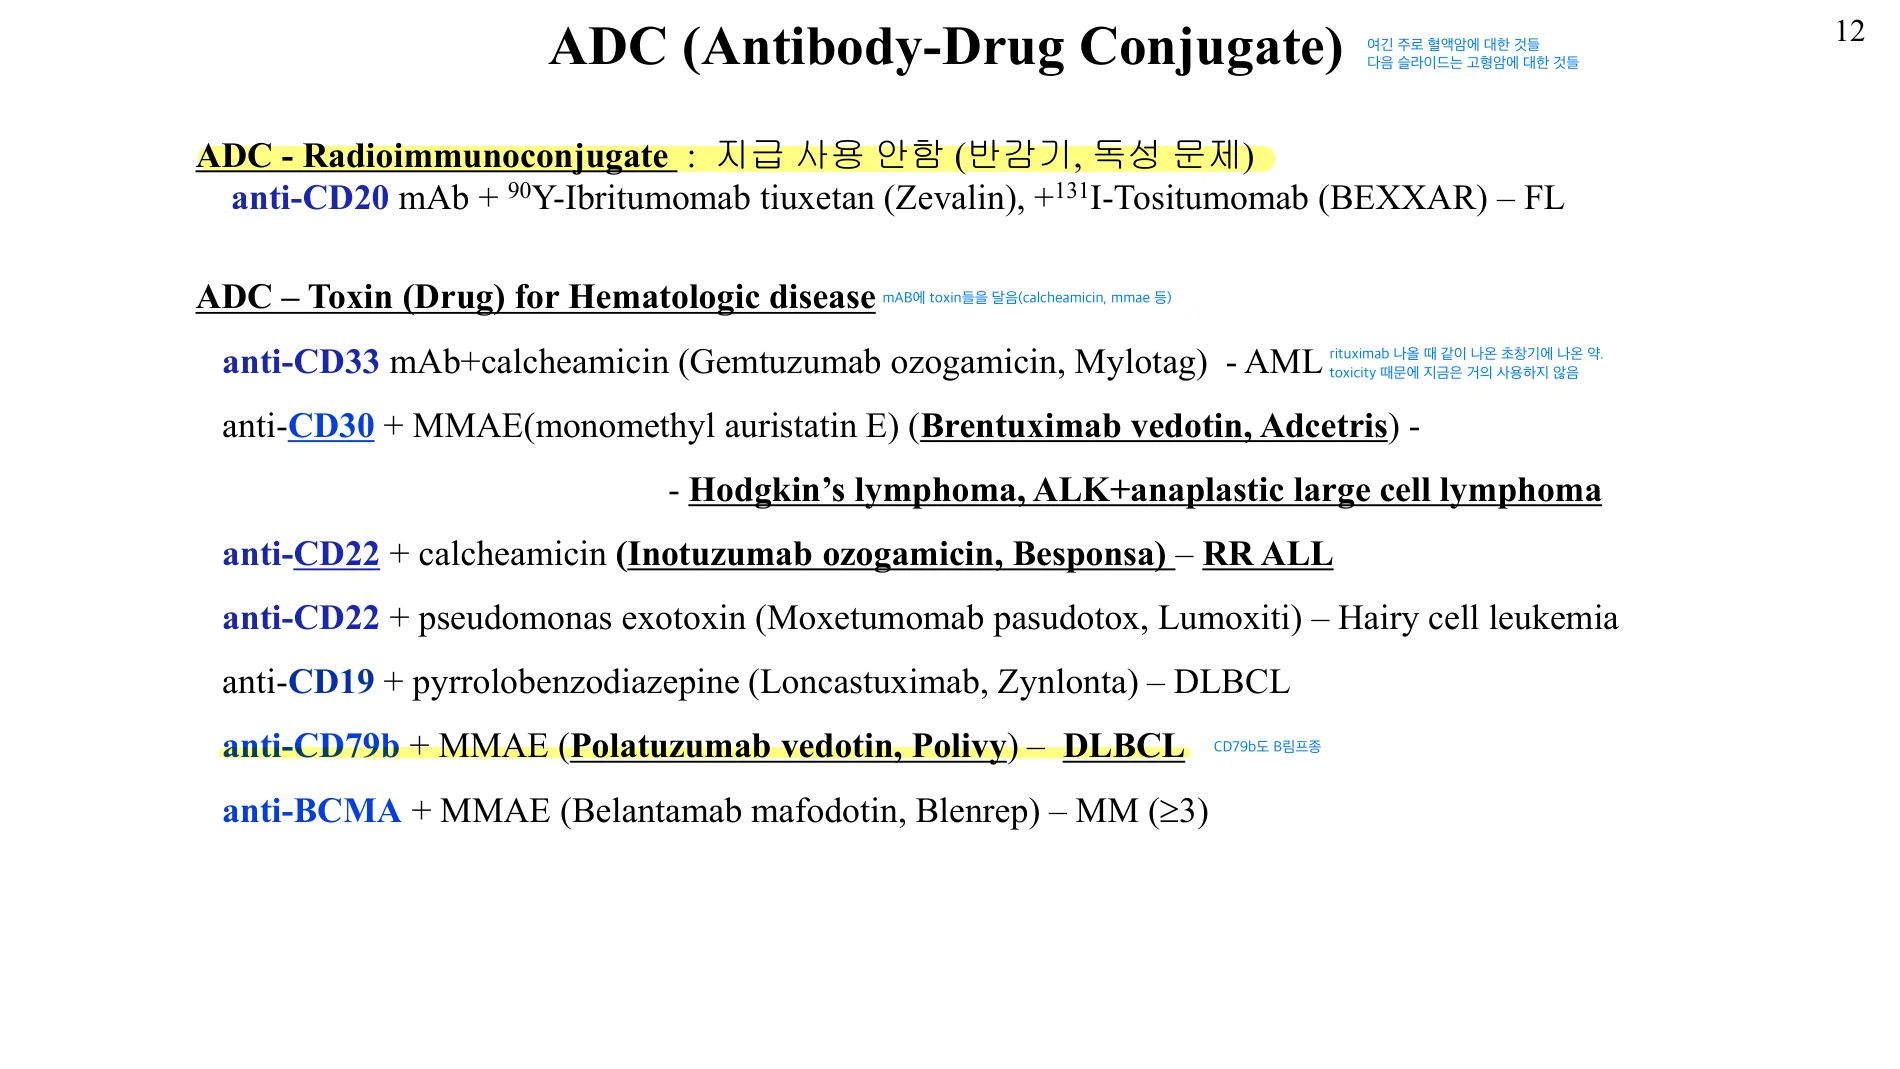 12
ADC (Antibody-Drug Conjugate)
여긴 주로 혈액암에 대한 것들
다음 슬라이드는 고형암에 대한 것들
ADC - Radioimmunoconjugate : 지급 사용 안함 (반감기, 독성 문제)
anti-CD20 mAb + ⁹⁰Y-Ibritumomab tiuxetan (Zevalin), +¹³¹I-Tositumomab (BEXXAR) – FL
ADC – Toxin (Drug) for Hematologic disease mAB에 toxin들을 달음(calcheamicin, mmae 등)
anti-CD33 mAb+calcheamicin (Gemtuzumab ozogamicin, Mylotag) - AML
rituximab 나올 때 같이 나온 초창기에 나온 약.
toxicity 때문에 지금은 거의 사용하지 않음
anti-CD30 + MMAE(monomethyl auristatin E) (Brentuximab vedotin, Adcetris) -
- Hodgkin’s lymphoma, ALK+anaplastic large cell lymphoma
anti-CD22 + calcheamicin (Inotuzumab ozogamicin, Besponsa) – RR ALL
anti-CD22 + pseudomonas exotoxin (Moxetumomab pasudotox, Lumoxiti) – Hairy cell leukemia
anti-CD19 + pyrrolobenzodiazepine (Loncastuximab, Zynlonta) – DLBCL
anti-CD79b + MMAE (Polatuzumab vedotin, Polivy) – DLBCL CD79b도 B림프종
anti-BCMA + MMAE (Belantamab mafodotin, Blenrep) – MM (≥3)